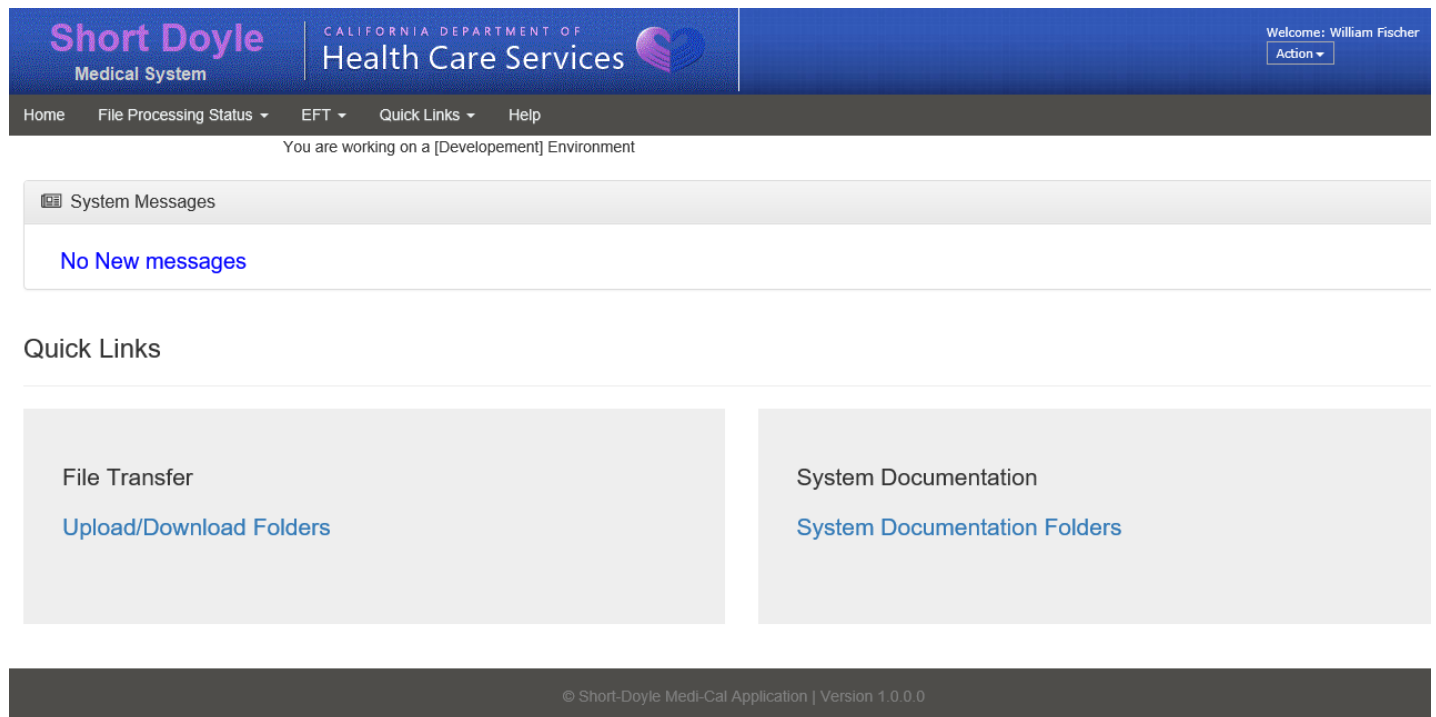 Short Doyle
Medical System
CALIFORNIA DEPARTMENT OF
Health Care Services
Welcome: William Fischer
Action
Home File Processing Status EFT Quick Links Help
You are working on a [Developement] Environment
System Messages
No New messages
Quick Links
File Transfer
Upload/Download Folders
System Documentation
System Documentation Folders
© Short-Doyle Medi-Cal Application | Version 1.0.0.0